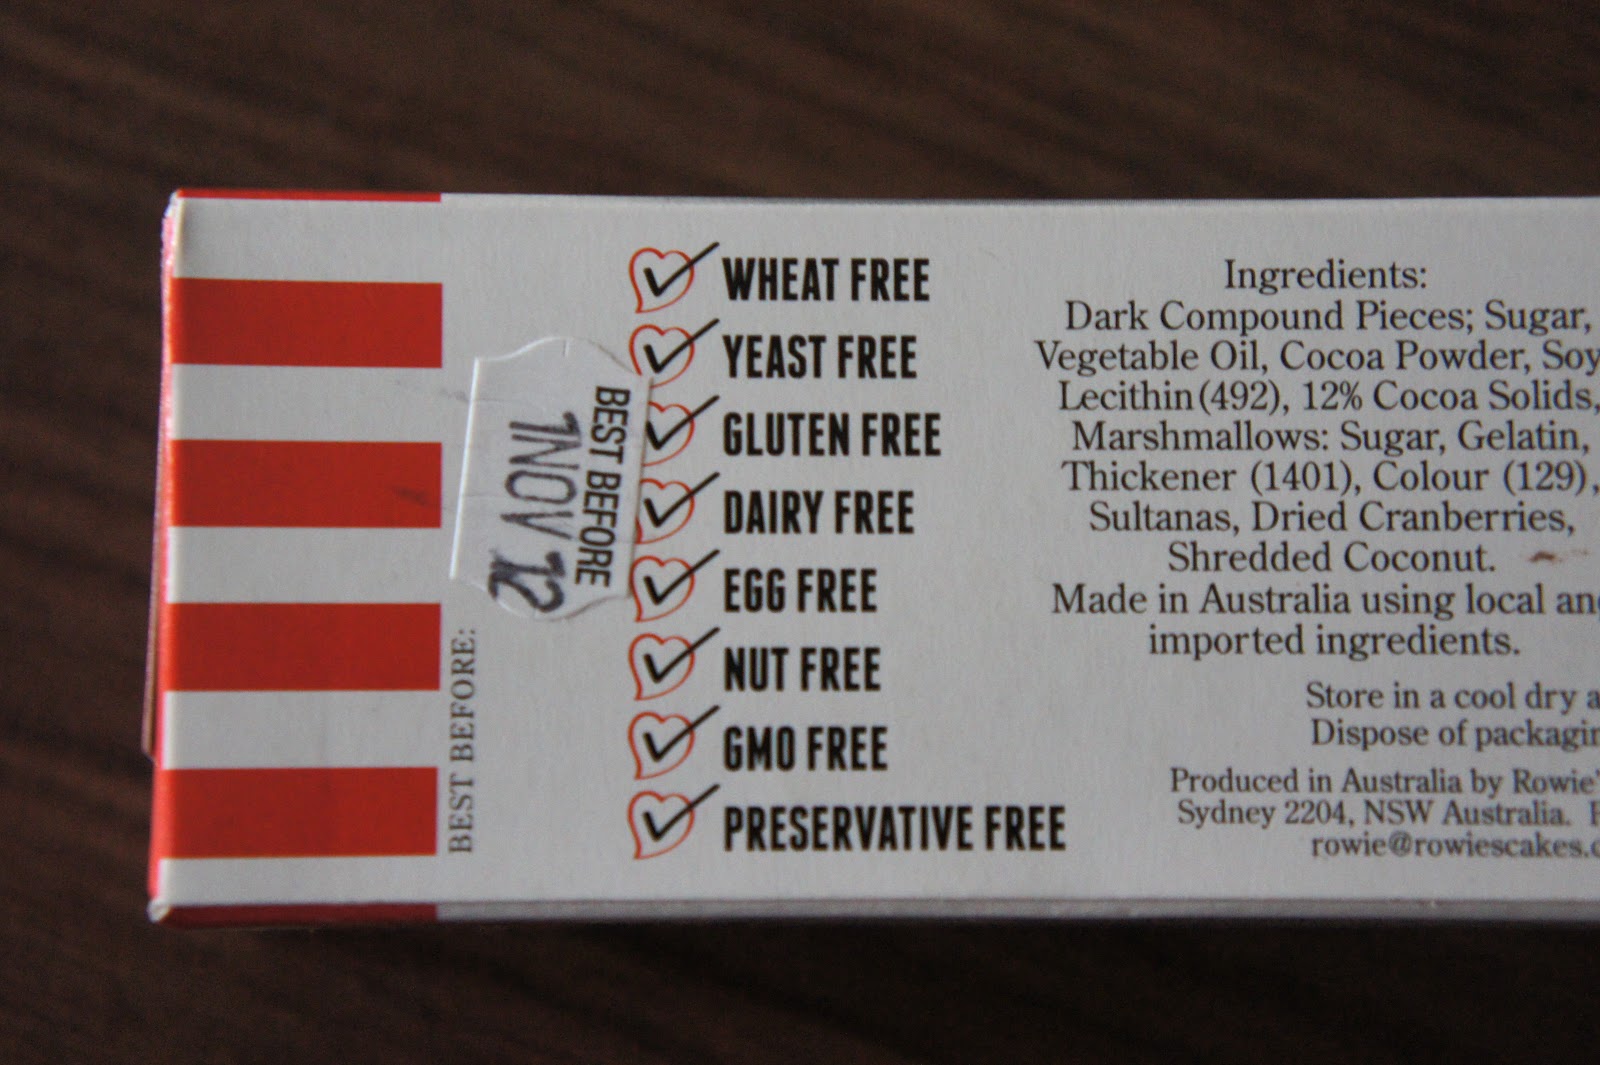 BEST BEFORE:
BEST BEFORE
1NOV 12
WHEAT FREE
YEAST FREE
GLUTEN FREE
DAIRY FREE
EGG FREE
NUT FREE
GMO FREE
PRESERVATIVE FREE
Ingredients:
Dark Compound Pieces; Sugar,
Vegetable Oil, Cocoa Powder, Soy
Lecithin (492), 12% Cocoa Solids,
Marshmallows: Sugar, Gelatin,
Thickener (1401), Colour (129),
Sultanas, Dried Cranberries,
Shredded Coconut.
Made in Australia using local
imported ingredients.
Store in a cool dry
Dispose of
Produced in Australia by Rowie'
Sydney 2204, NSW Australia.
rowie@rowiescakes.c